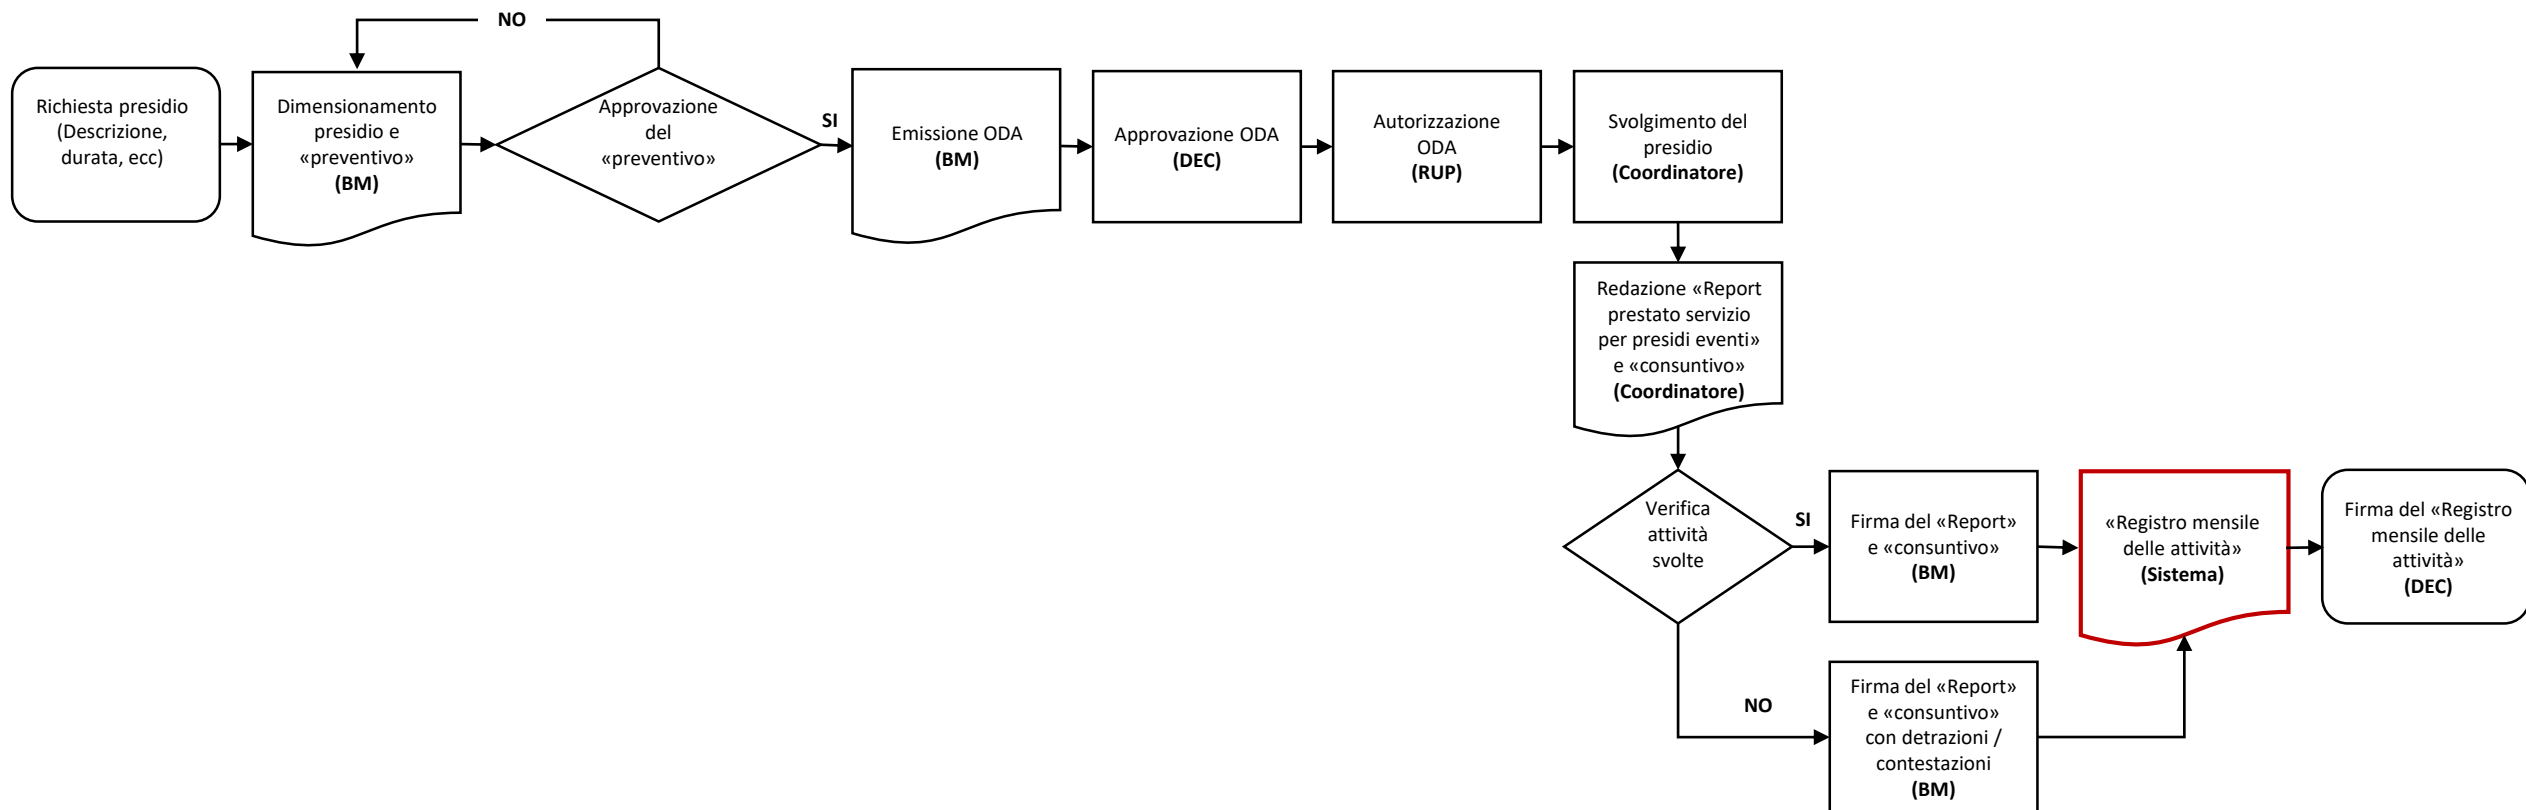 NO
Richiesta presidio
(Descrizione,
durata, ecc)
Dimensionamento
presidio e
«preventivo»
(BM)
Approvazione
del
«preventivo»
SI
Emissione ODA
(BM)
Approvazione ODA
(DEC)
Autorizzazione
ODA
(RUP)
Svolgimento del
presidio
(Coordinatore)
Redazione «Report
prestato servizio
per presidi eventi»
e «consuntivo»
(Coordinatore)
Verifica
attività
svolte
SI
Firma del «Report»
e «consuntivo»
(BM)
«Registro mensile
delle attività»
(Sistema)
Firma del «Registro
mensile delle
attività»
(DEC)
NO
Firma del «Report»
e «consuntivo»
con detrazioni /
contestazioni
(BM)